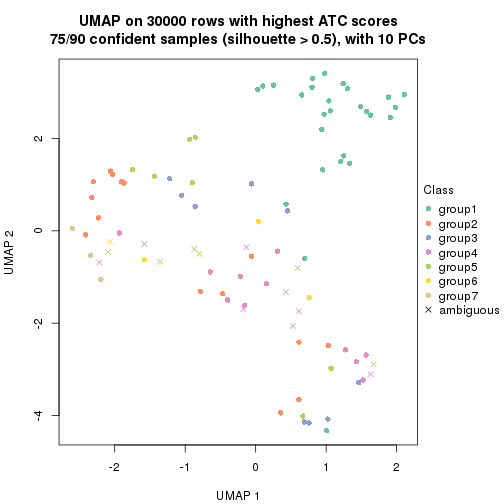 UMAP on 30000 rows with highest ATC scores
75/90 confident samples (silhouette > 0.5), with 10 PCs
UMAP 2
2
0
-2
-4
-2
-1
0
1
2
UMAP 1
Class
group1
group2
group3
group4
group5
group6
group7
ambiguous